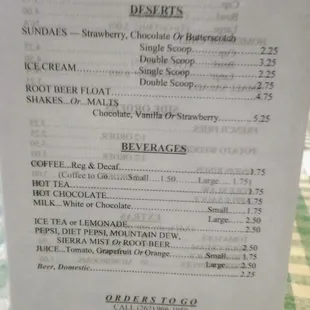 DESERTS
SUNDAES — Strawberry, Chocolate Or Butterscotch
Single Scoop 2.25
Double Scoop 3.25
ICE CREAM Single Scoop 2.25
Double Scoop 2.75
ROOT BEER FLOAT 4.75
SHAKES...Or...MALTS
Chocolate, Vanilla Or Strawberry 5.25
BEVERAGES
COFFEE...Reg & Decaf 1.75
(Coffee to Go Small 1.50 Large 1.75)
HOT TEA 1.75
HOT CHOCOLATE 1.75
MILK...White or Chocolate Small 1.75
Large 2.50
ICE TEA or LEMONADE 2.50
PEPSI, DIET PEPSI, MOUNTAIN DEW,
SIERRA MIST Or ROOT BEER 2.50
JUICE...Tomato, Grapefruit Or Orange Small 1.75
Large 2.50
Beer, Domestic 2.25
ORDERS TO GO
CALL